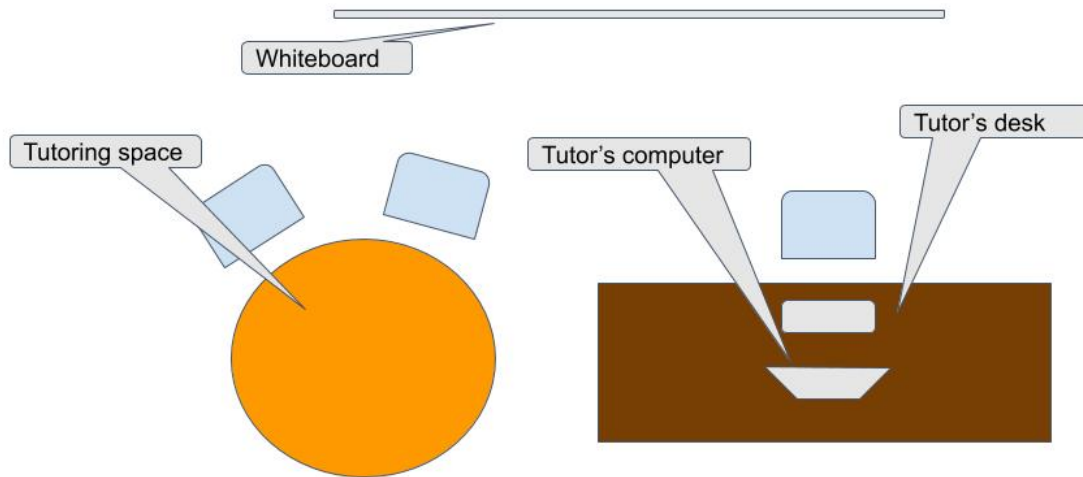 Whiteboard
Tutoring space
Tutor’s computer
Tutor’s desk